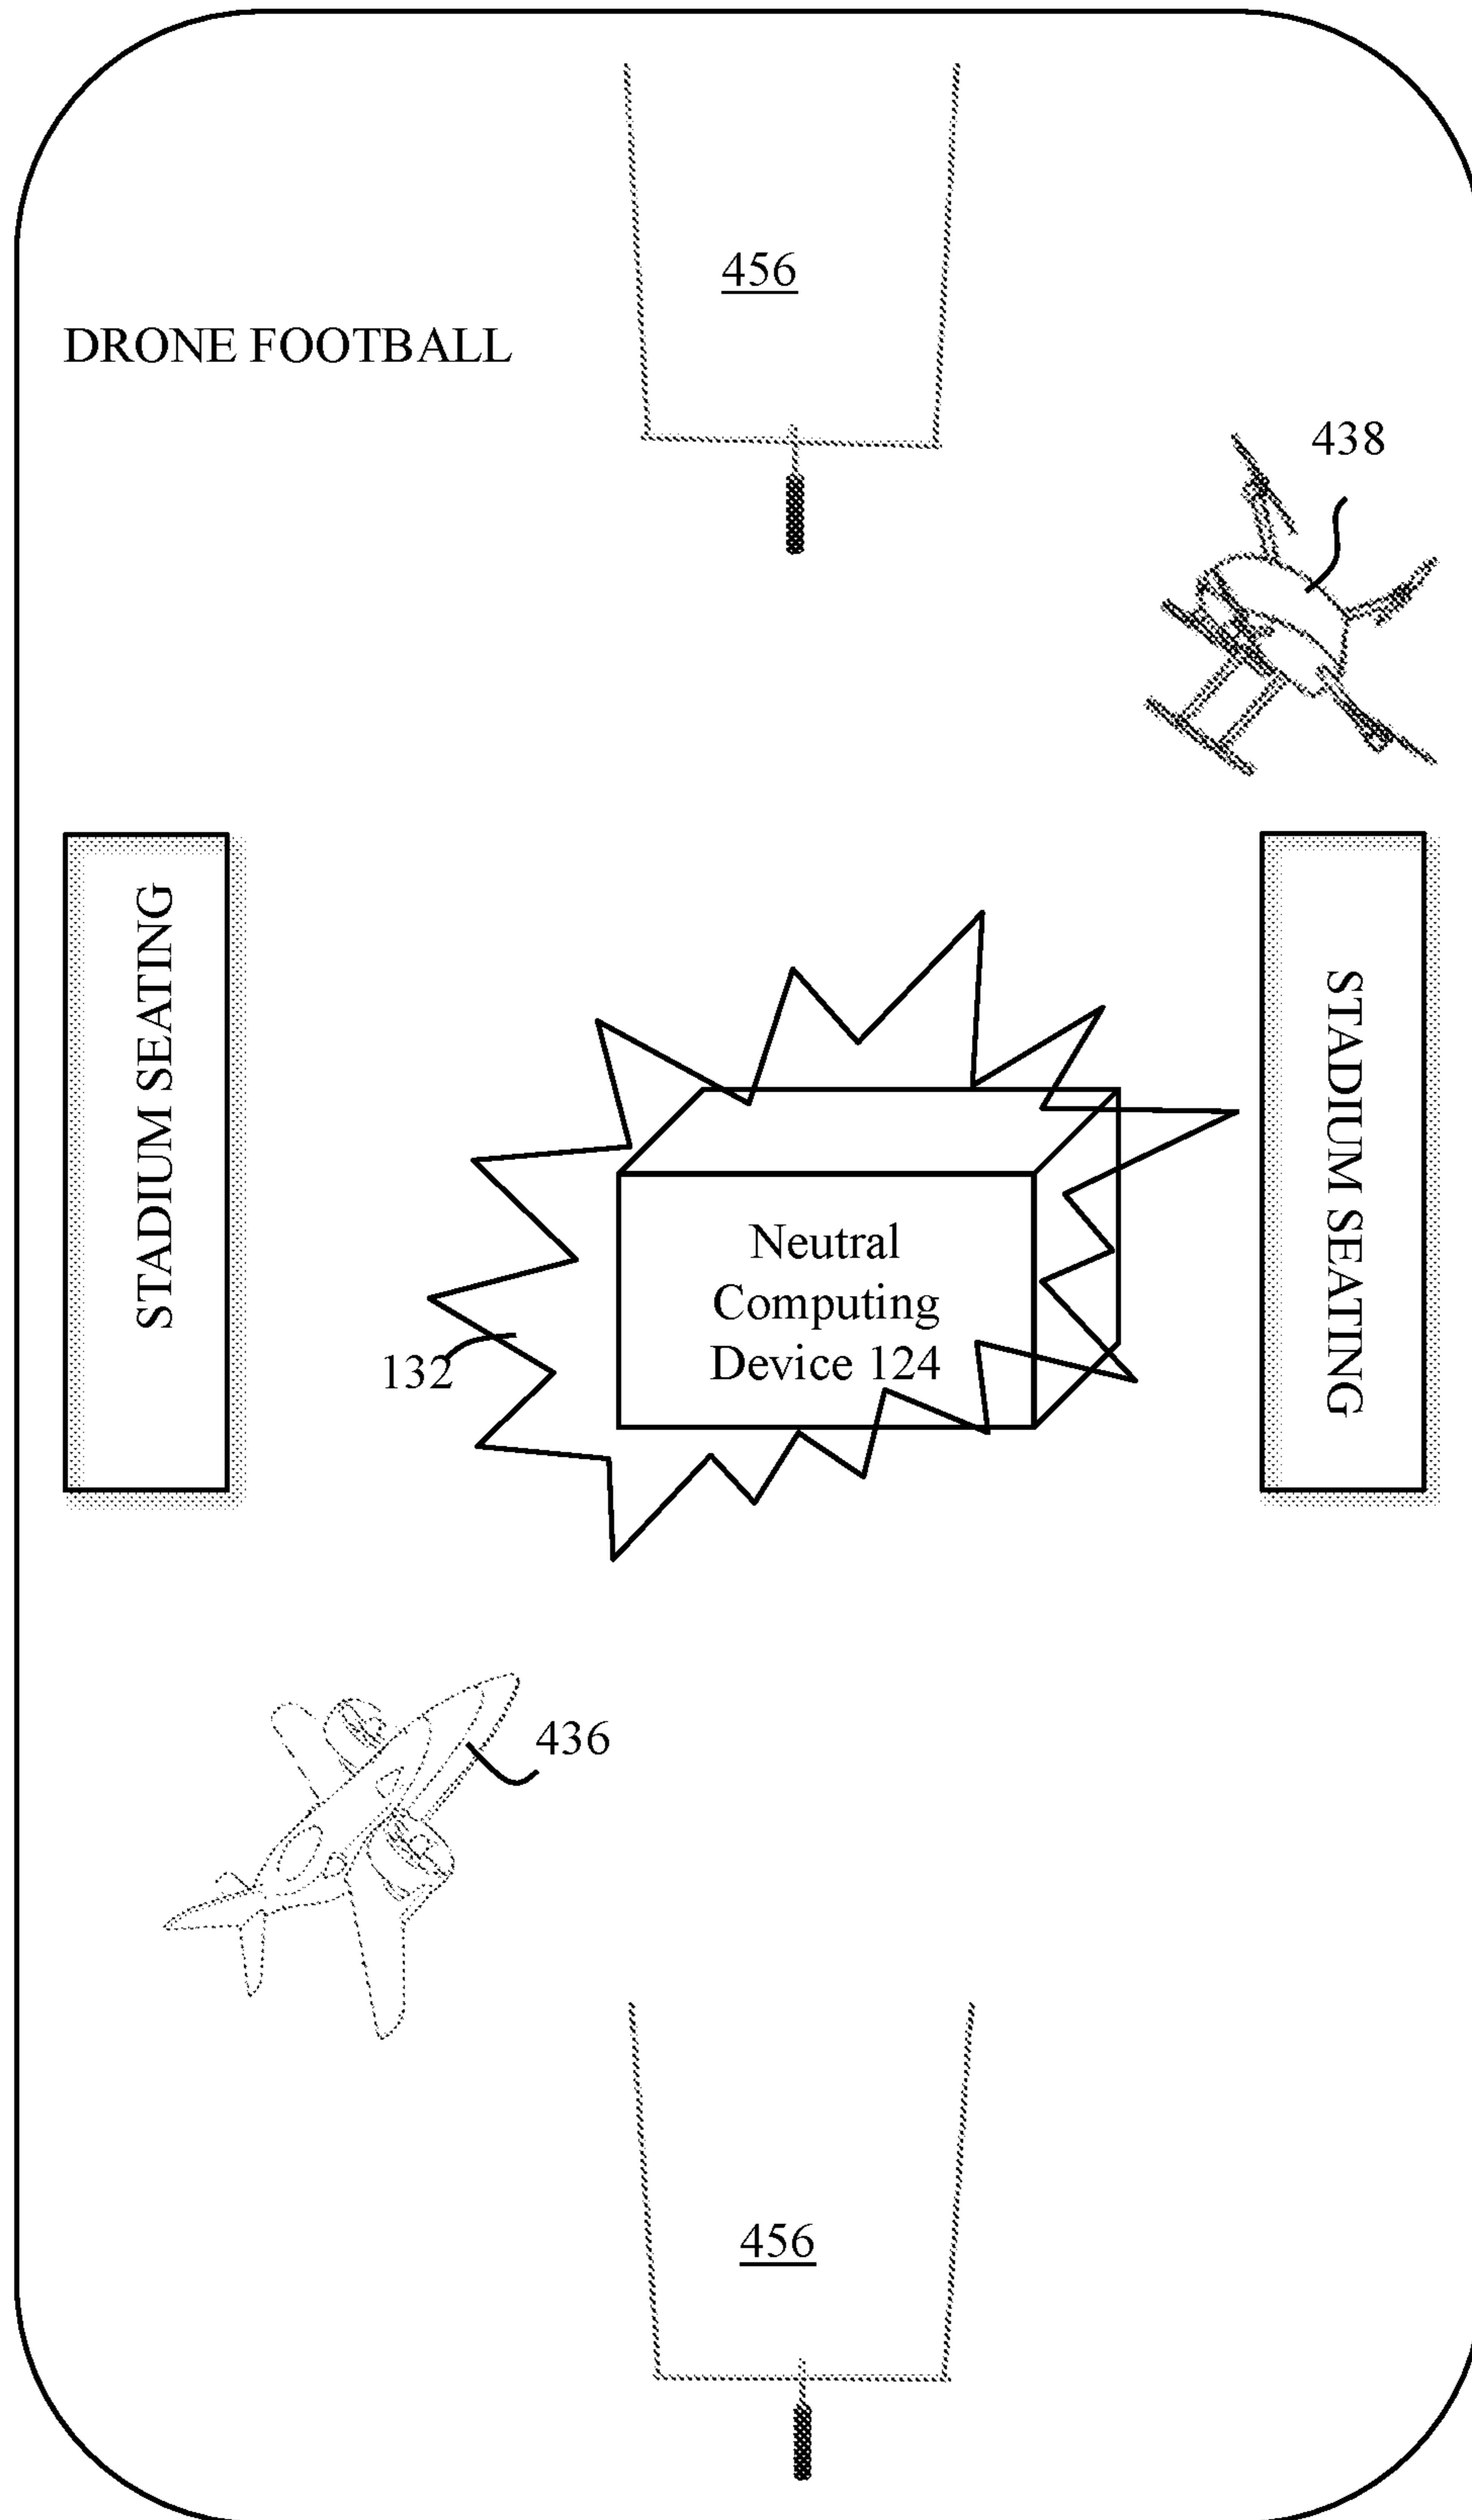 456
DRONE FOOTBALL
438
STADIUM SEATING
STADIUM SEATING
Neutral
Computing
Device 124
132
436
456